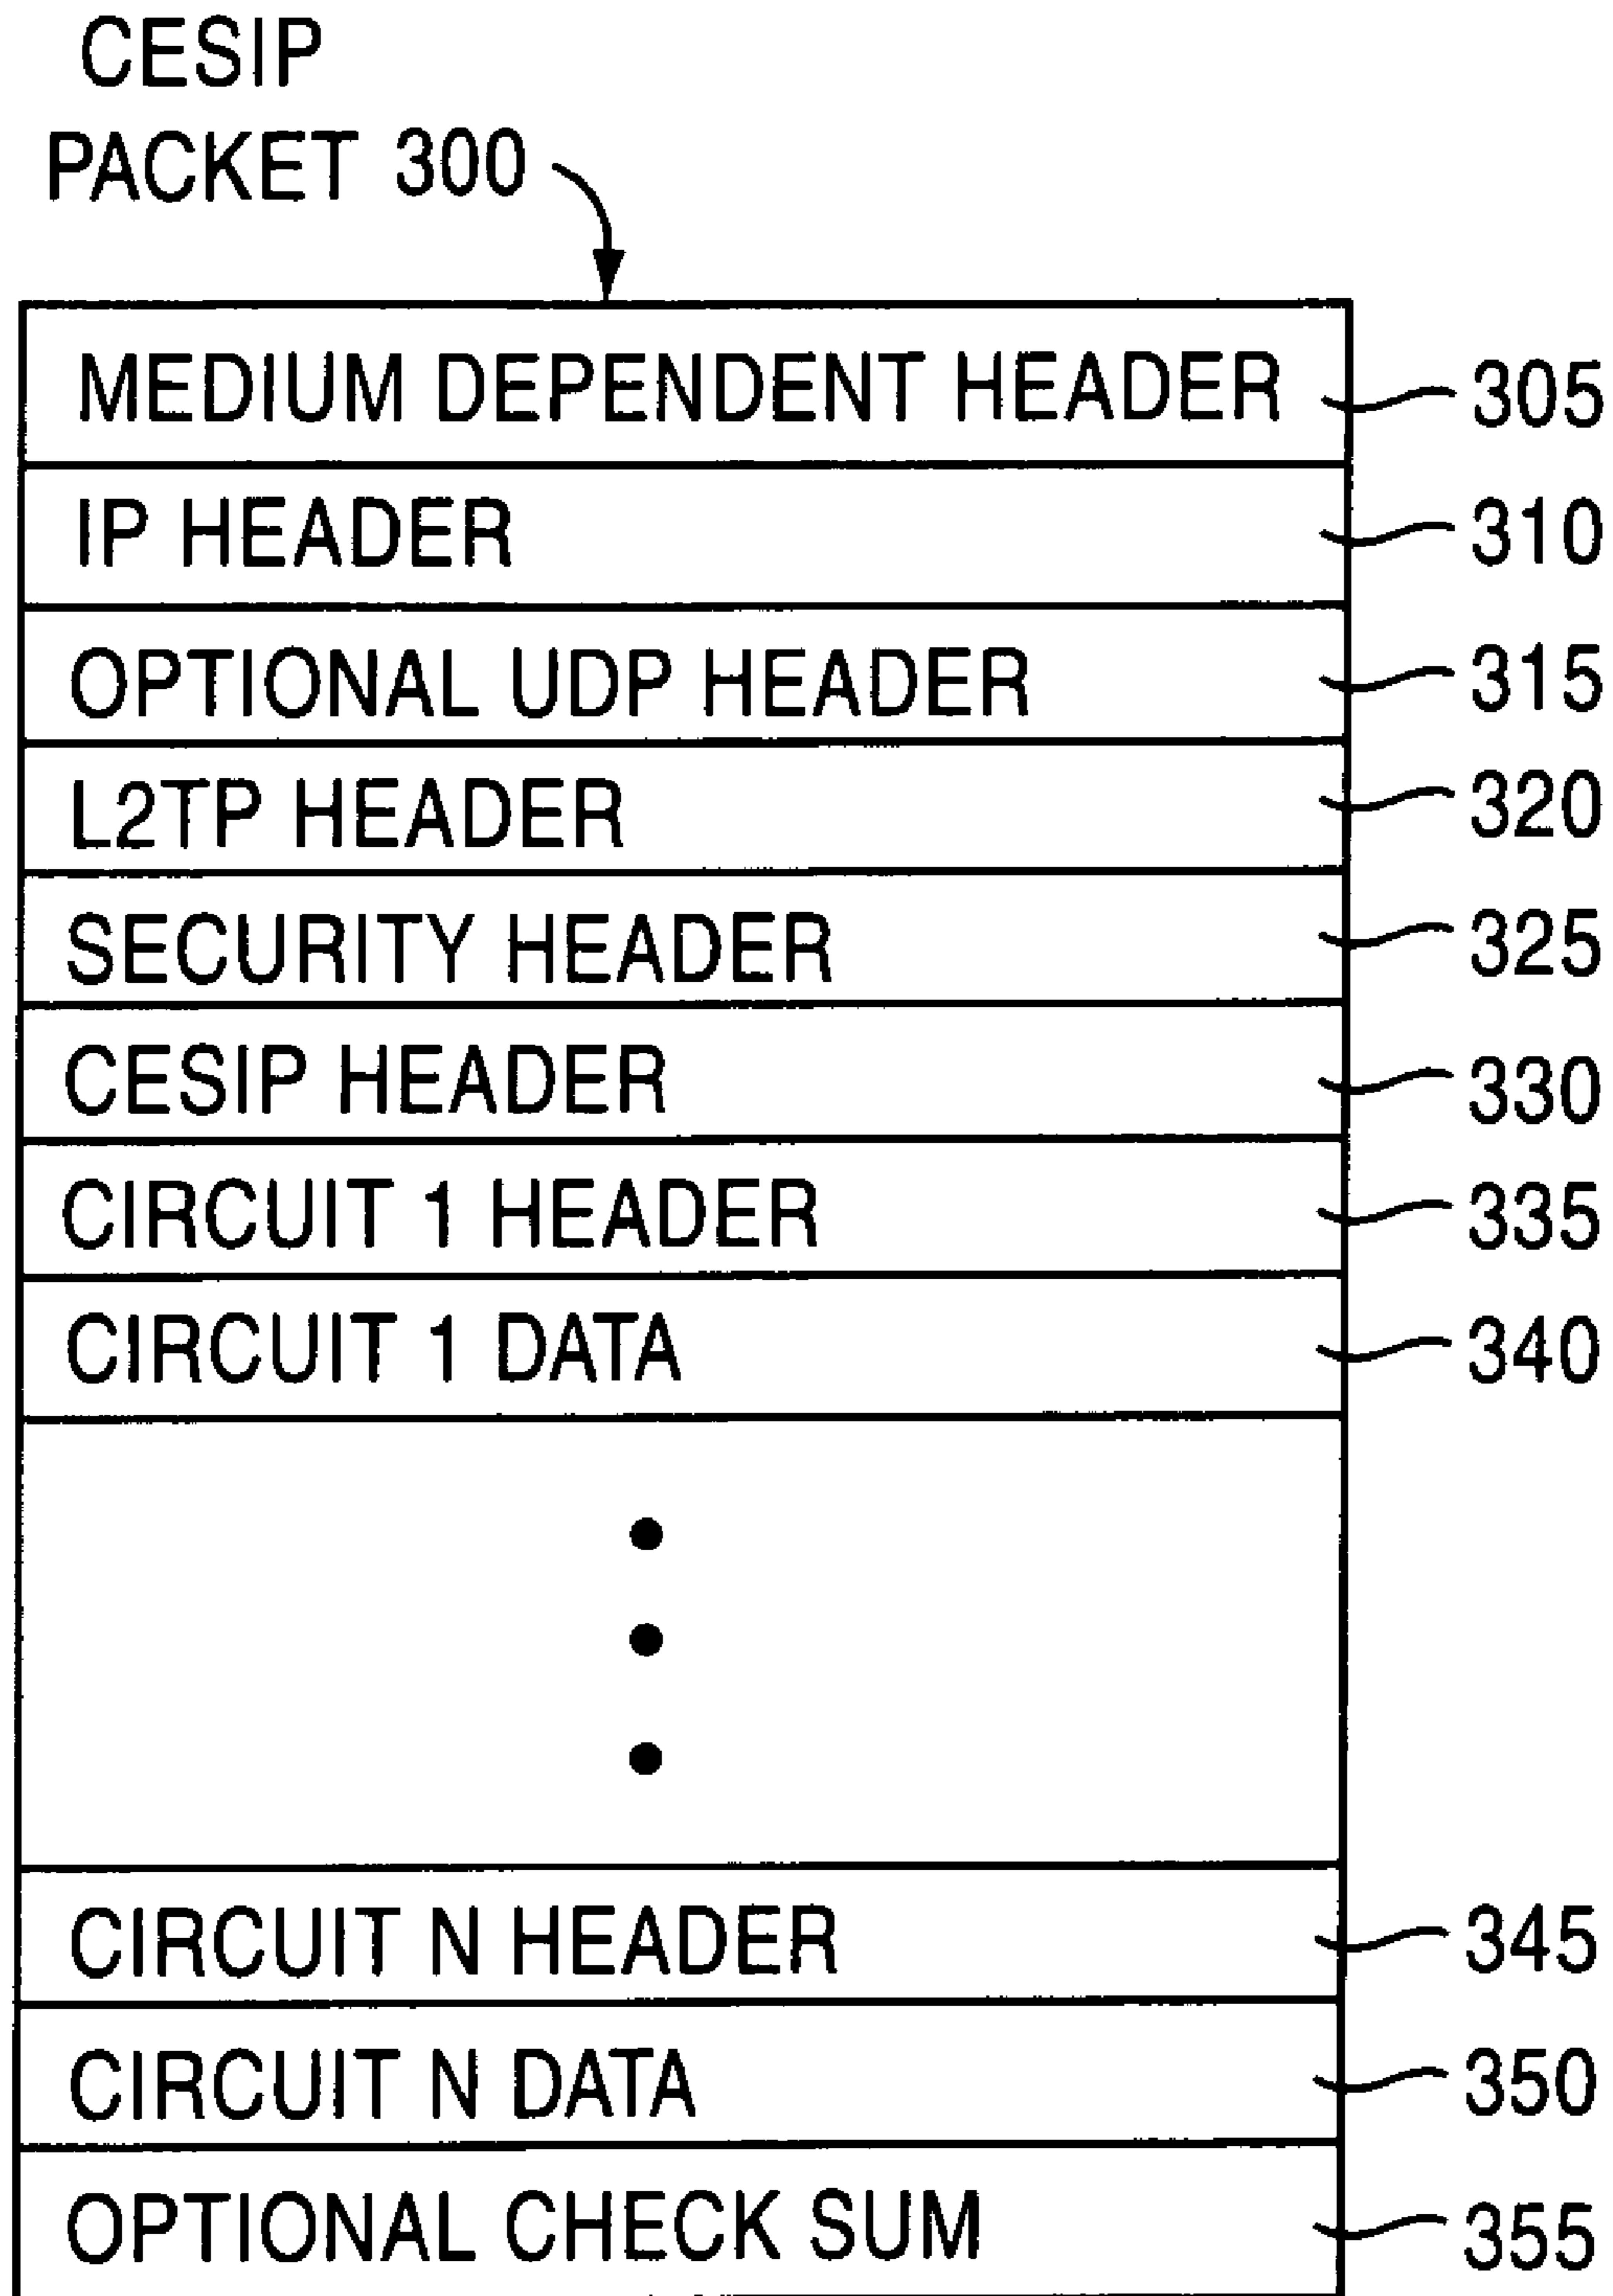 CESIP
PACKET 300
MEDIUM DEPENDENT HEADER 305
IP HEADER 310
OPTIONAL UDP HEADER 315
L2TP HEADER 320
SECURITY HEADER 325
CESIP HEADER 330
CIRCUIT 1 HEADER 335
CIRCUIT 1 DATA 340
CIRCUIT N HEADER 345
CIRCUIT N DATA 350
OPTIONAL CHECK SUM 355